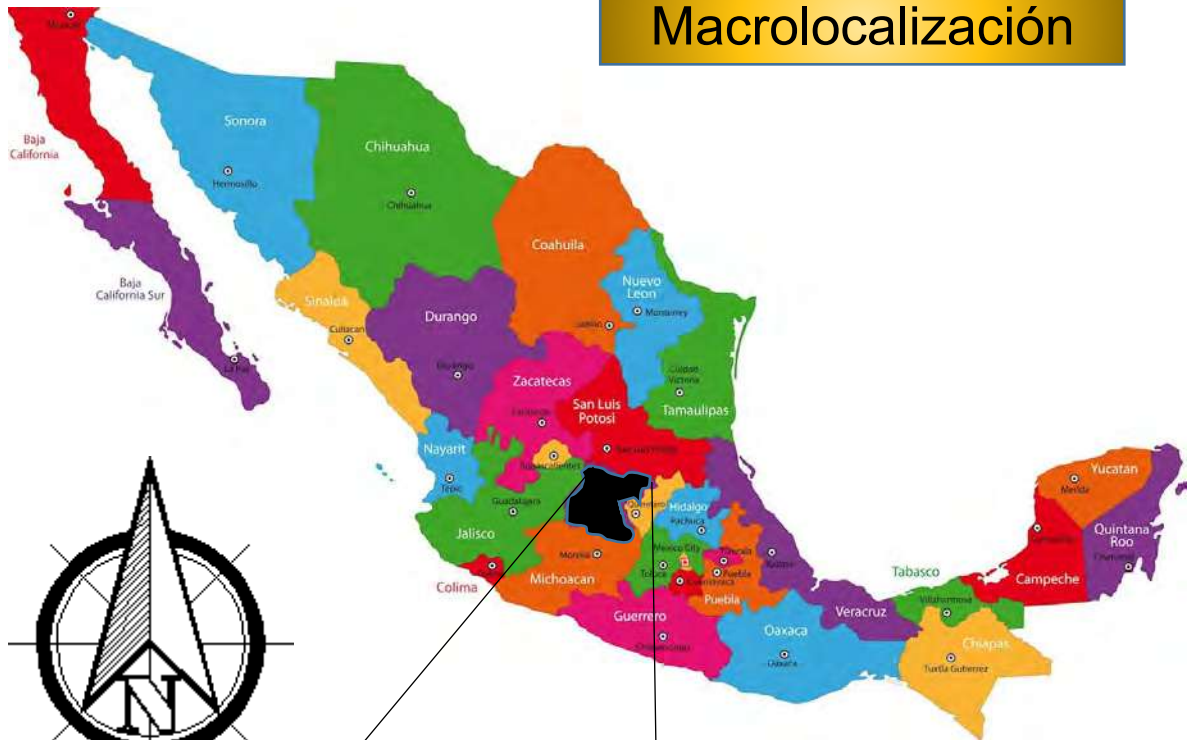 Macrolocalización
Mexicali
Baja
California
Sonora
Hermosillo
Chihuahua
Chihuahua
Coahuila
Saltillo
Nuevo
Leon
Monterrey
Baja
California Sur
La Paz
Sinaloa
Culiacan
Durango
Durango
Zacatecas
Zacatecas
San Luis
Potosi
San Luis Potosi
Ciudad
Victoria
Tamaulipas
Nayarit
Tepic
Aguascalientes
Guadalajara
Jalisco
Colima
Queretaro
Hidalgo
Pachuca
Morelia
Michoacan
Mexico City
Toluca
Cuernavaca
Tlaxcala
Puebla
Puebla
Xalapa
Veracruz
Guerrero
Chilpancingo
Oaxaca
Oaxaca
Tabasco
Villahermosa
Chiapas
Tuxtla Gutierrez
Campeche
Yucatan
Merida
Quintana
Roo
Chetumal
N